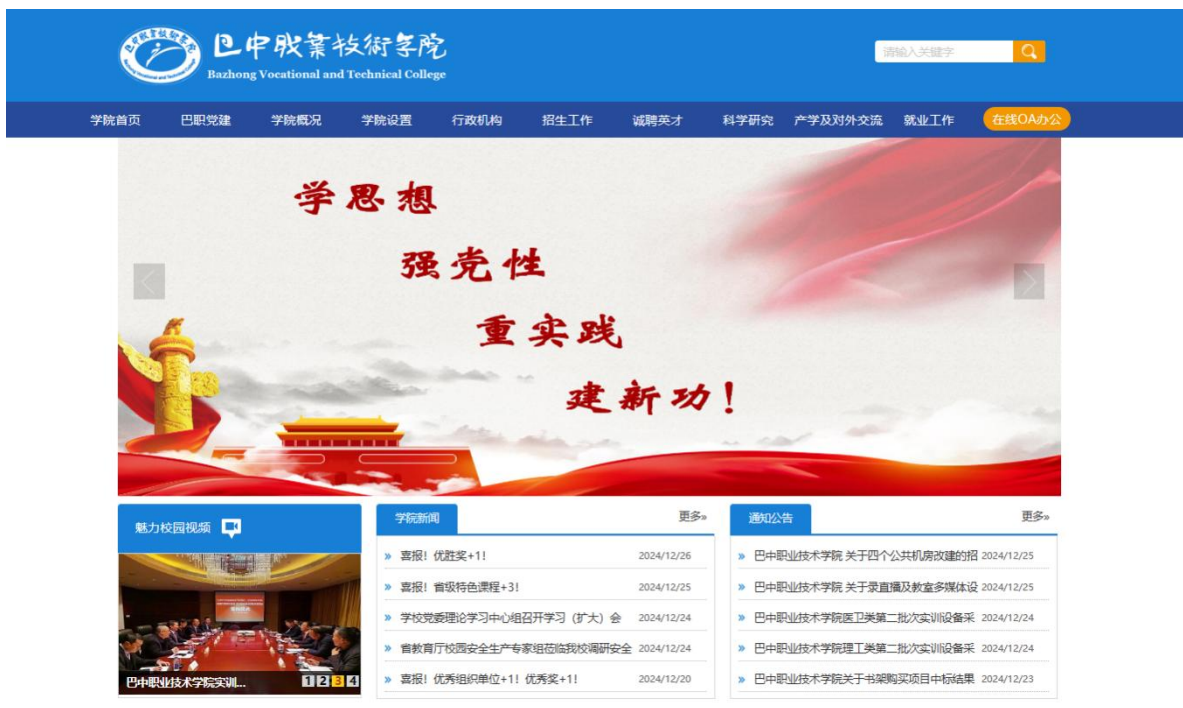 巴中职业技术学院
Bazhong Vocational and Technical College
请输入关键字
学院首页 巴职党建 学院概况 学院设置 行政机构 招生工作 诚聘英才 科学研究 产学及对外交流 就业工作 在线OA办公
学思想
强党性
重实践
建新功!
魅力校园视频
巴中职业技术学院实训...
1 2 3 4
学院新闻 更多»
» 喜报！优胜奖+1! 2024/12/26
» 喜报！省级特色课程+3! 2024/12/25
» 学校党委理论学习中心组召开学习（扩大）会 2024/12/24
» 省教育厅校园安全生产专家组莅临我校调研安全 2024/12/24
» 喜报！优秀组织单位+1！优秀奖+1! 2024/12/20
通知公告 更多»
» 巴中职业技术学院 关于四个公共机房改建的招 2024/12/25
» 巴中职业技术学院 关于录直播及教室多媒体设 2024/12/25
» 巴中职业技术学院医卫类第二批次实训设备采 2024/12/24
» 巴中职业技术学院理工类第二批次实训设备采 2024/12/24
» 巴中职业技术学院关于书架购买项目中标结果 2024/12/23